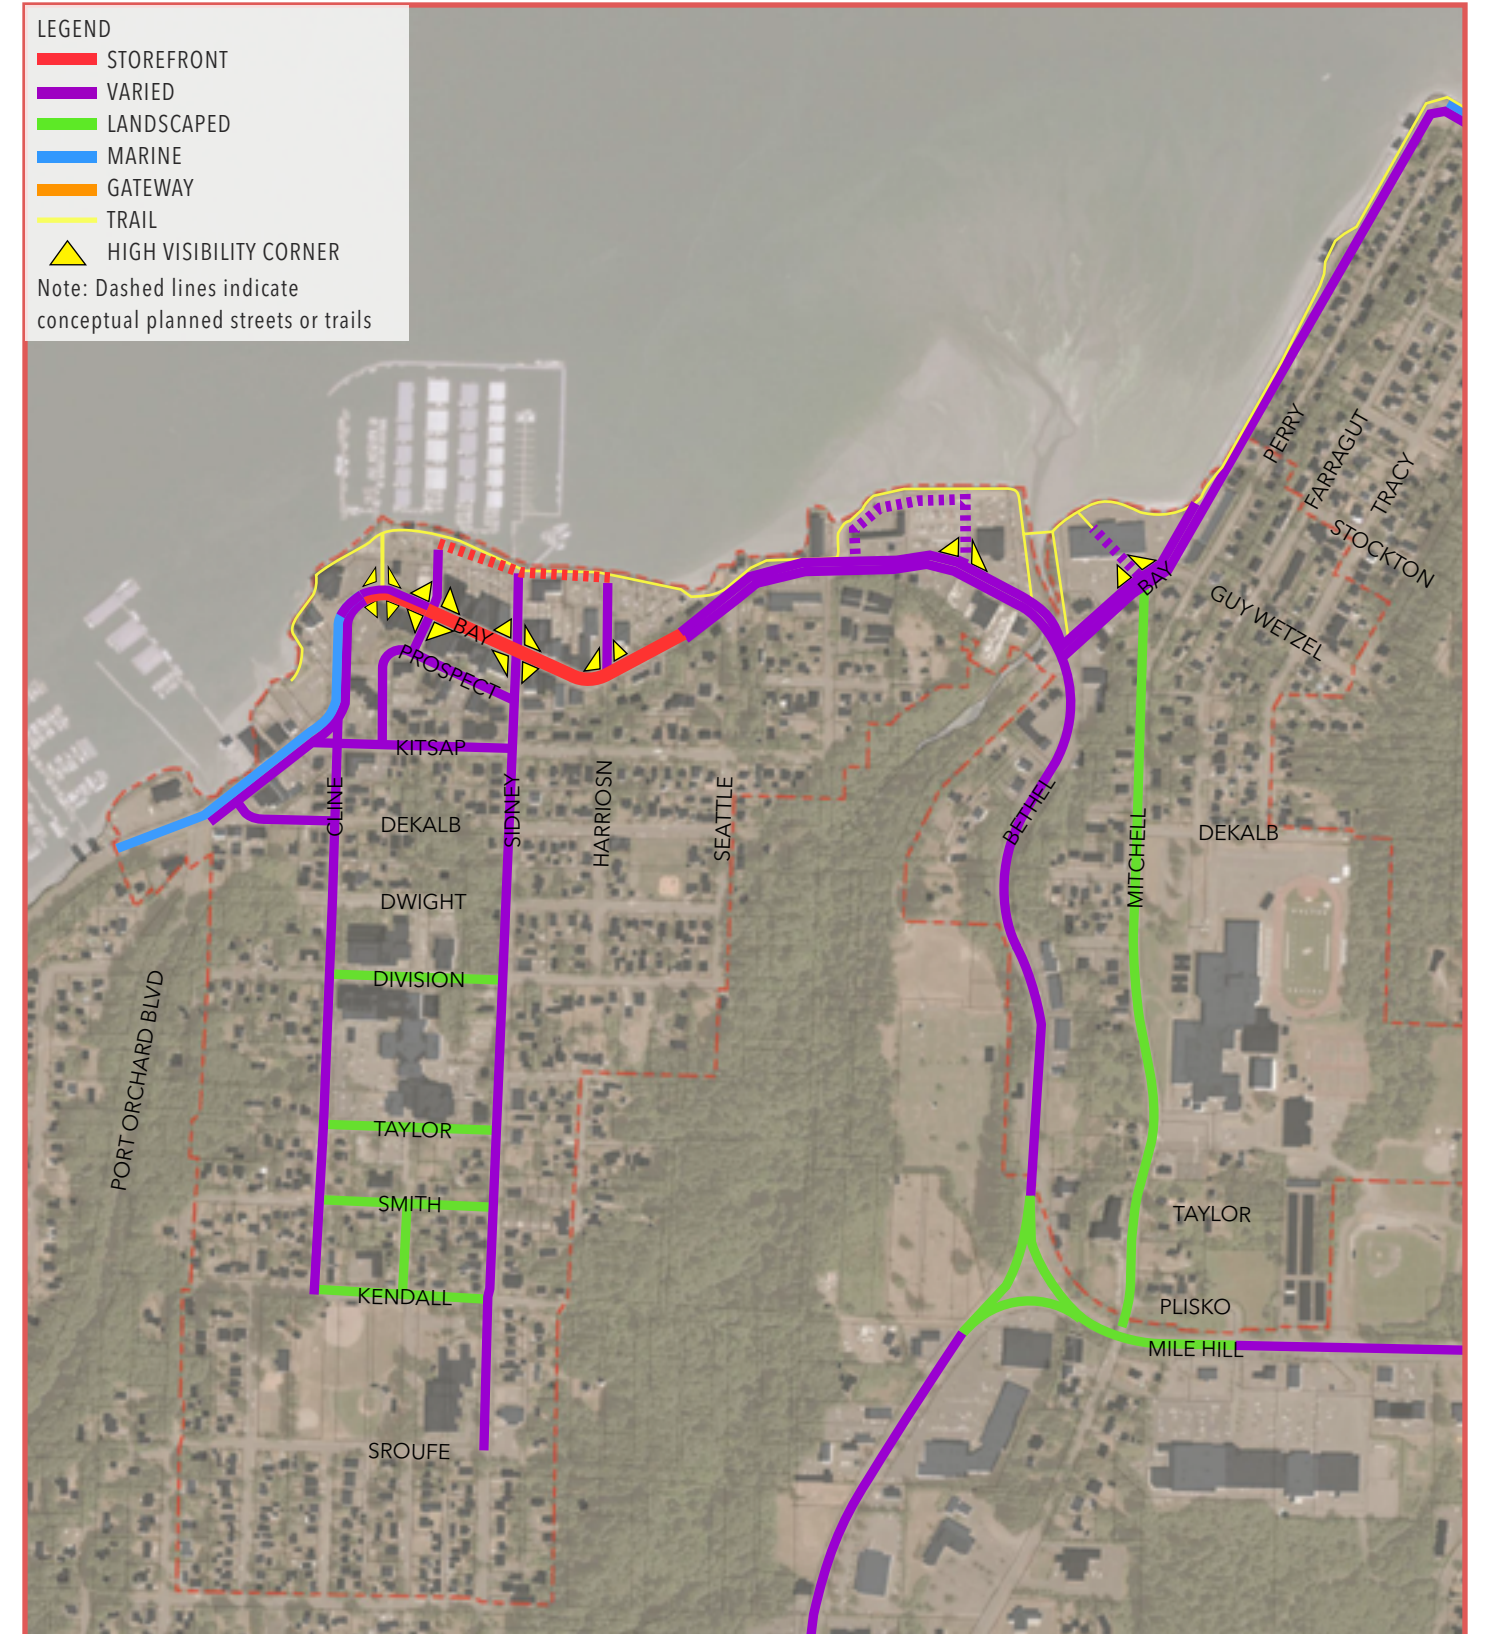 LEGEND
STOREFRONT
VARIED
LANDSCAPED
MARINE
GATEWAY
TRAIL
HIGH VISIBILITY CORNER
Note: Dashed lines indicate
conceptual planned streets or trails
PERRY
FARRAGUT
TRACY
STOCKTON
GUY WETZEL
BAY
BAY
PROSPECT
KITSAP
CLINE
SIDNEY
HARRIOSN
SEATTLE
BETHEL
MITCHELL
DEKALB
DEKALB
DWIGHT
DIVISION
PORT ORCHARD BLVD
TAYLOR
SMITH
TAYLOR
KENDALL
PLISKO
MILE HILL
SROUFE